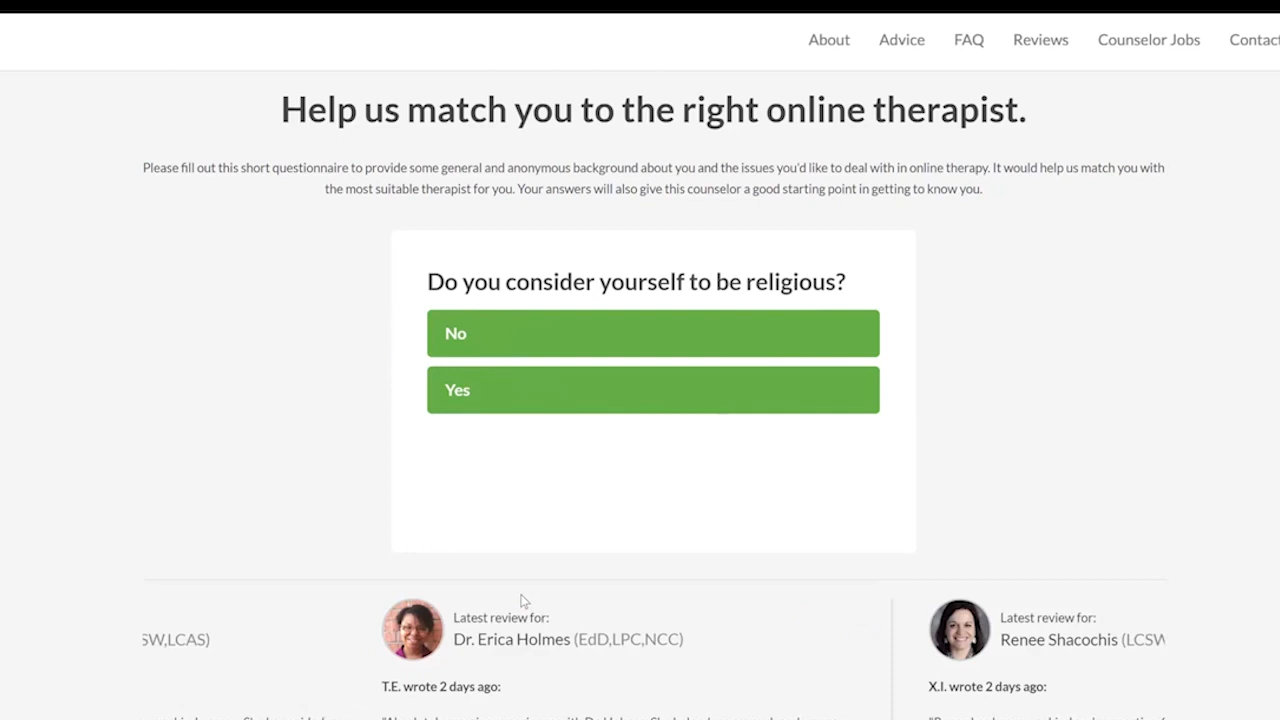 About Advice FAQ Reviews Counselor Jobs
Help us match you to the right online therapist.
Please fill out this short questionnaire to provide some general and anonymous background about you and the issues you'd like to deal with in online therapy. It would help us match you with
the most suitable therapist for you. Your answers will also give this counselor a good starting point in getting to know you.
Do you consider yourself to be religious?
No
Yes
Latest review for:
SW,LCAS)
Dr. Erica Holmes (EdD,LPC,NCC)
T.E. wrote 2 days ago:
Latest review for:
Renee Shacochis (LCSW
X.I. wrote 2 days ago: